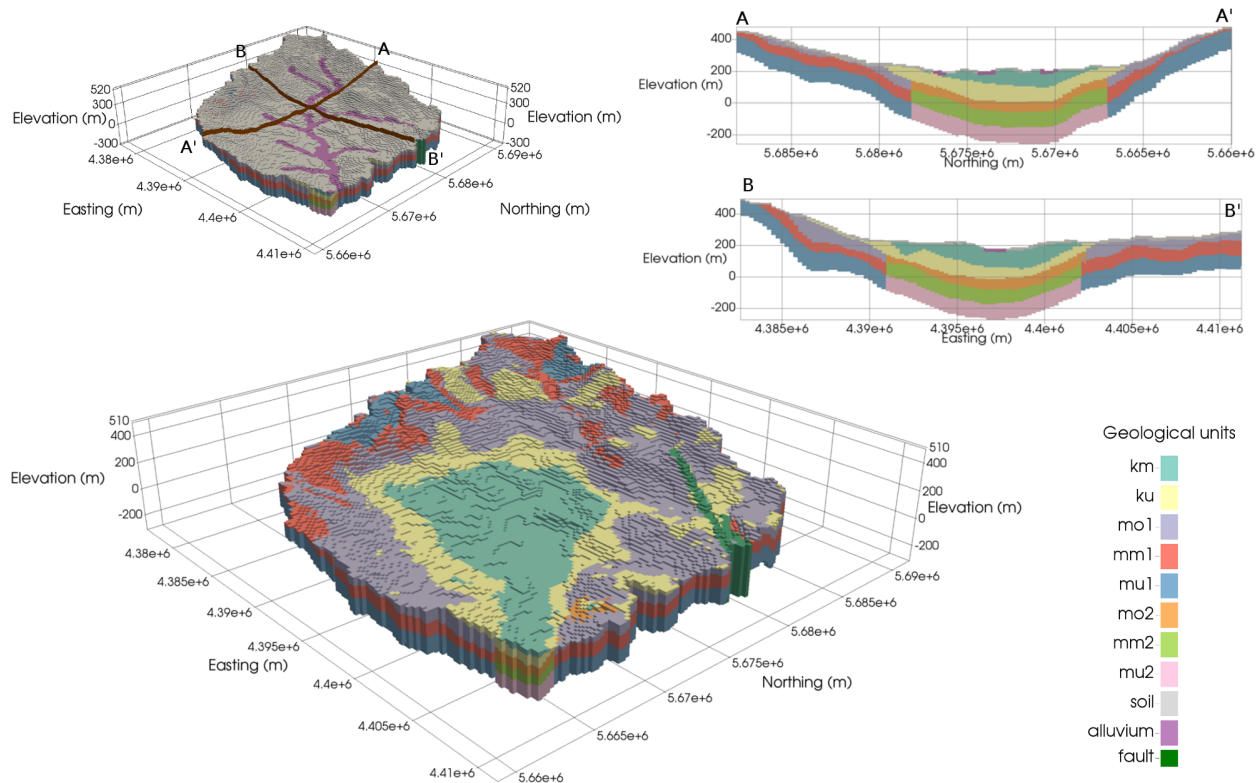 B
A
A'
B'
520
300
0
-300
Elevation (m)
520
300
0
-300
Elevation (m)
4.38e+6
4.39e+6
4.4e+6
4.41e+6
Easting (m)
5.69e+6
5.68e+6
5.67e+6
5.66e+6
Northing (m)
A
A'
400
200
0
-200
Elevation (m)
5.685e+6
5.68e+6
5.675e+6
5.67e+6
5.665e+6
5.66e+6
Northing (m)
B
B'
400
200
0
-200
Elevation (m)
4.385e+6
4.39e+6
4.395e+6
4.4e+6
4.405e+6
4.41e+6
Easting (m)
510
400
200
0
-200
Elevation (m)
510
400
200
0
-200
Elevation (m)
4.38e+6
4.385e+6
4.39e+6
4.395e+6
4.4e+6
4.405e+6
4.41e+6
Easting (m)
5.69e+6
5.685e+6
5.68e+6
5.675e+6
5.67e+6
5.665e+6
5.66e+6
Northing (m)
Geological units
km
ku
mo1
mm1
mu1
mo2
mm2
mu2
soil
alluvium
fault